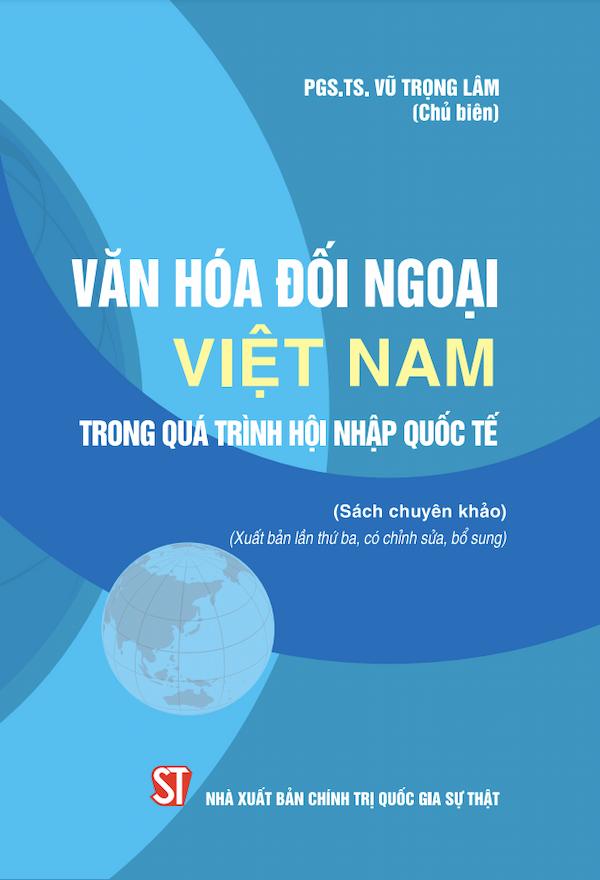 PGS.TS. VŨ TRỌNG LÂM
(Chủ biên)
VĂN HÓA ĐỐI NGOẠI
VIỆT NAM
TRONG QUÁ TRÌNH HỘI NHẬP QUỐC TẾ
(Sách chuyên khảo)
(Xuất bản lần thứ ba, có chỉnh sửa, bổ sung)
ST NHÀ XUẤT BẢN CHÍNH TRỊ QUỐC GIA SỰ THẬT